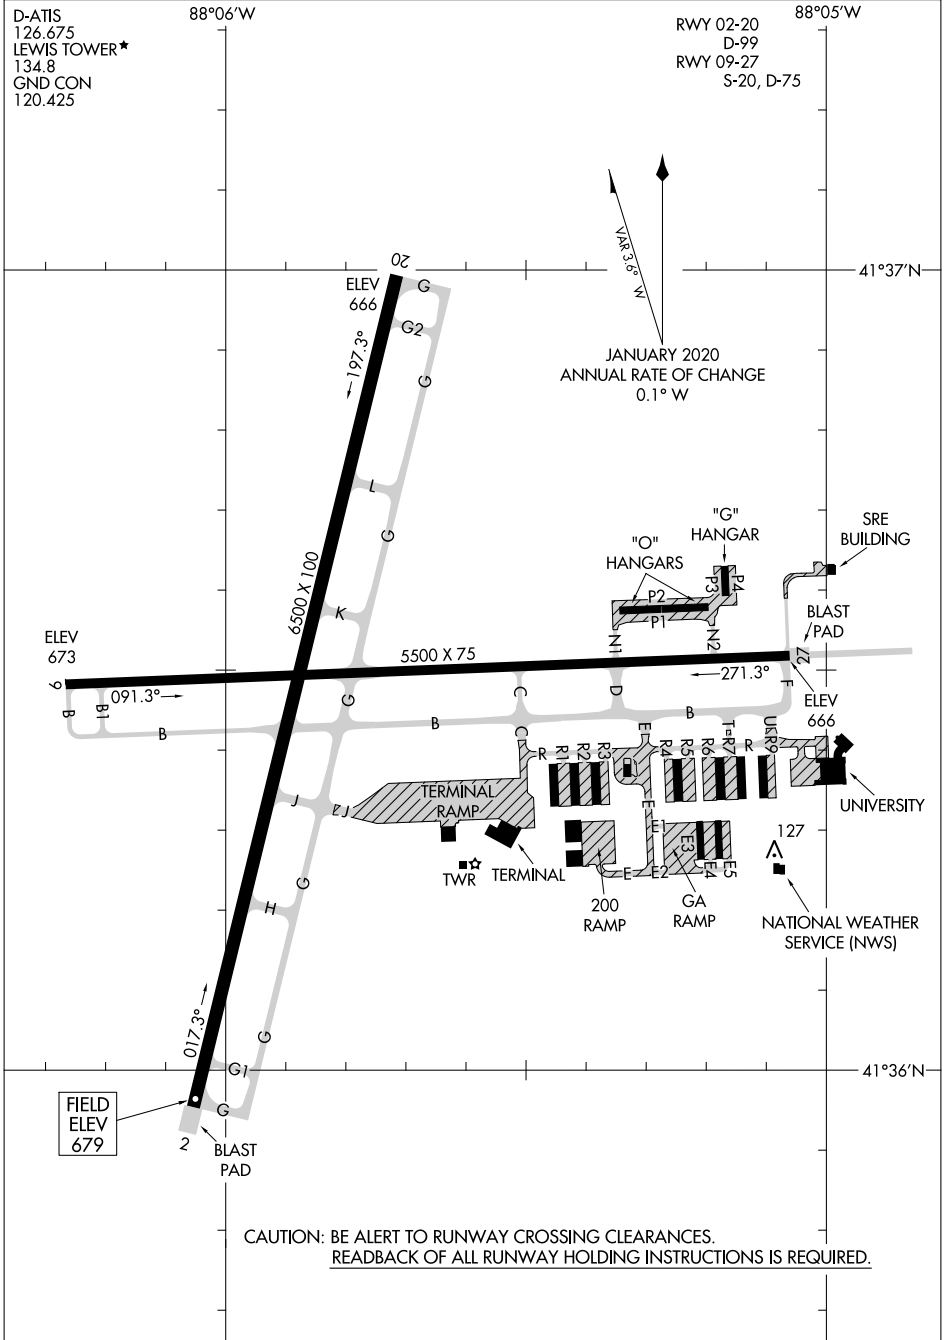 D-ATIS
126.675
LEWIS TOWER★
134.8
GND CON
120.425
88°06'W
88°05'W
RWY 02-20
D-99
RWY 09-27
S-20, D-75
VAR 3.6° W
JANUARY 2020
ANNUAL RATE OF CHANGE
0.1° W
41°37'N
20
ELEV
666
G
G2
197.3°
G
L
G
"G"
HANGAR
SRE
BUILDING
"O"
HANGARS
P3
P4
P2
P1
6500 X 100
K
BLAST
PAD
N1
N2
ELEV
673
5500 X 75
27
9
091.3°
271.3°
B
B1
G
C
D
F
ELEV
666
B
B
B
C
E
R
R1
R2
R3
R4
R5
R6
T-R7
R
R9
TERMINAL
RAMP
J
J
UNIVERSITY
E
E1
E3
127
TWR
TERMINAL
E
E2
E4
E5
G
H
200
RAMP
GA
RAMP
NATIONAL WEATHER
SERVICE (NWS)
017.3°
G
G1
41°36'N
G
FIELD
ELEV
679
2
BLAST
PAD
CAUTION: BE ALERT TO RUNWAY CROSSING CLEARANCES.
READBACK OF ALL RUNWAY HOLDING INSTRUCTIONS IS REQUIRED.